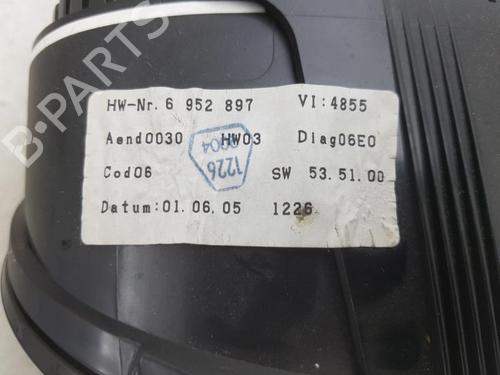 B-PARTS
HW-Nr. 6 952 897 VI:4855
Aend0030 HW03 Diag06E0
Cod06 SW 53.51.00
Datum:01.06.05 1226
1226